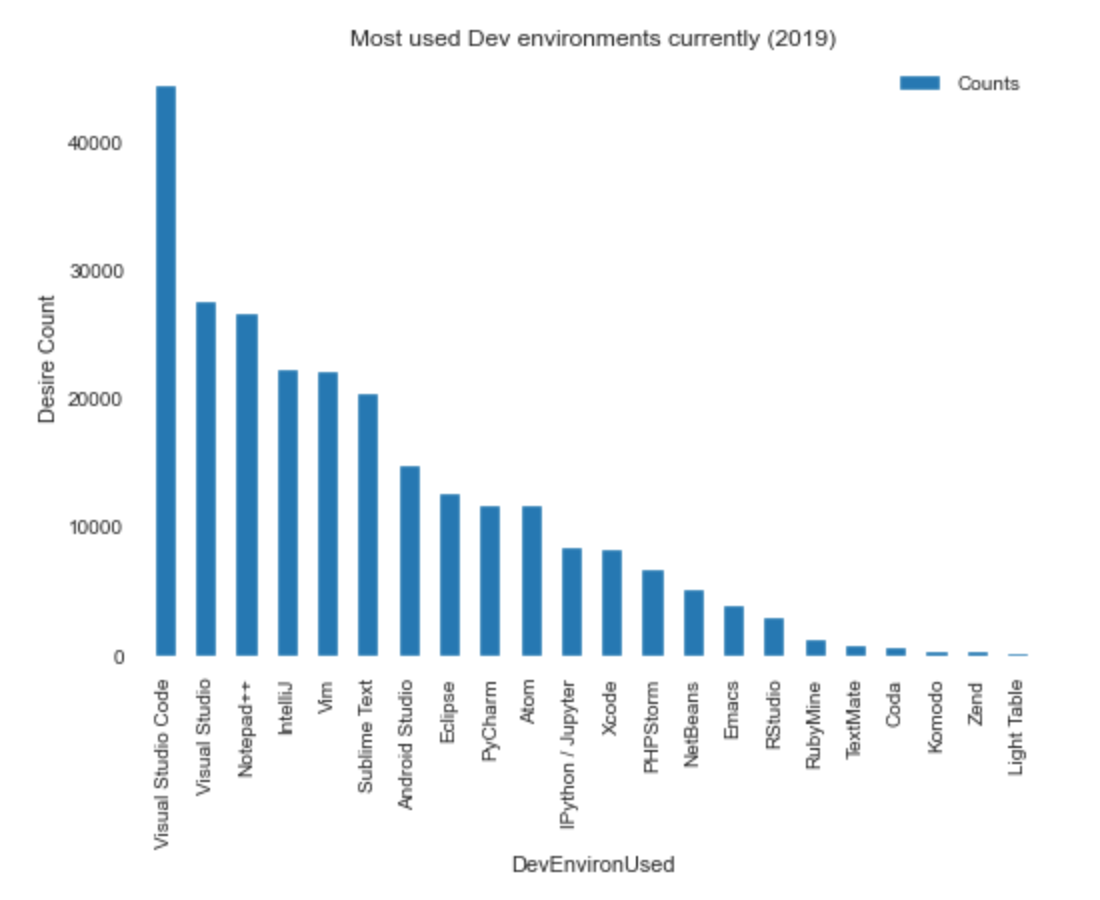 Most used Dev environments currently (2019)
Counts
Desire Count
40000
30000
20000
10000
0
Visual Studio Code
Visual Studio
Notepad++
IntelliJ
Vim
Sublime Text
Android Studio
Eclipse
PyCharm
Atom
IPython / Jupyter
Xcode
PHPStorm
NetBeans
Emacs
RStudio
RubyMine
TextMate
Coda
Komodo
Zend
Light Table
DevEnvironUsed